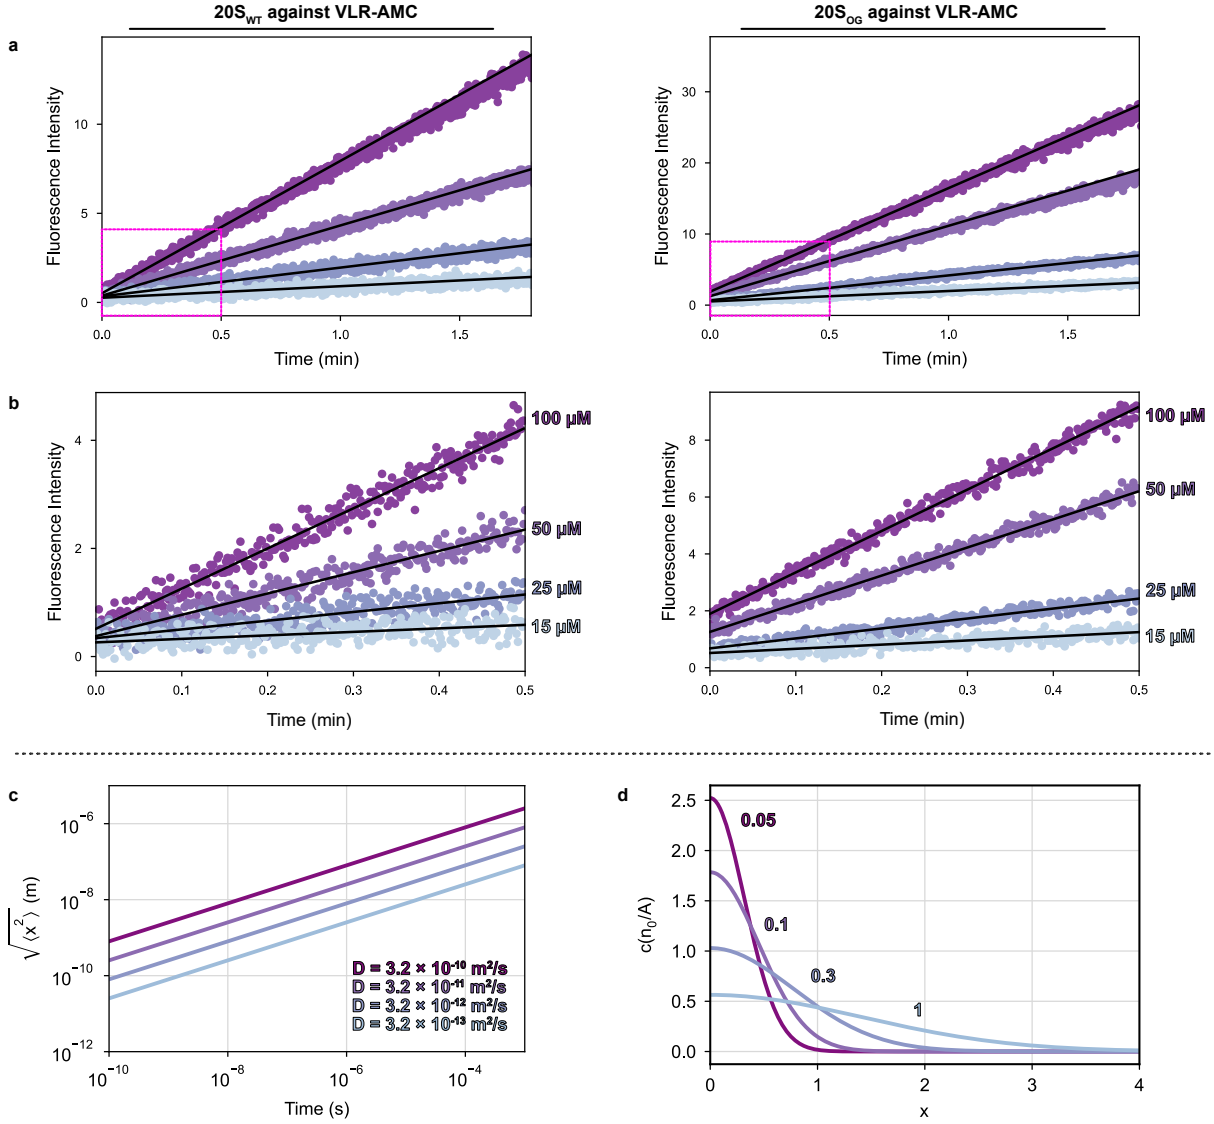 20S_WT against VLR-AMC
20S_OG against VLR-AMC
a
Fluorescence Intensity
10
5
0
0.0 0.5 1.0 1.5
Time (min)
Fluorescence Intensity
30
20
10
0
0.0 0.5 1.0 1.5
Time (min)
b
Fluorescence Intensity
4
2
0
0.0 0.1 0.2 0.3 0.4 0.5
Time (min)
100 µM
50 µM
25 µM
15 µM
Fluorescence Intensity
8
6
4
2
0
0.0 0.1 0.2 0.3 0.4 0.5
Time (min)
100 µM
50 µM
25 µM
15 µM
c
√⟨x²⟩ (m)
10⁻⁶
10⁻⁸
10⁻¹⁰
10⁻¹²
D = 3.2 × 10⁻¹⁰ m²/s
D = 3.2 × 10⁻¹¹ m²/s
D = 3.2 × 10⁻¹² m²/s
D = 3.2 × 10⁻¹³ m²/s
10⁻¹⁰ 10⁻⁸ 10⁻⁶ 10⁻⁴
Time (s)
d
c(n₀/A)
2.5
2.0
1.5
1.0
0.5
0.0
0.05
0.1
0.3
1
0 1 2 3 4
x